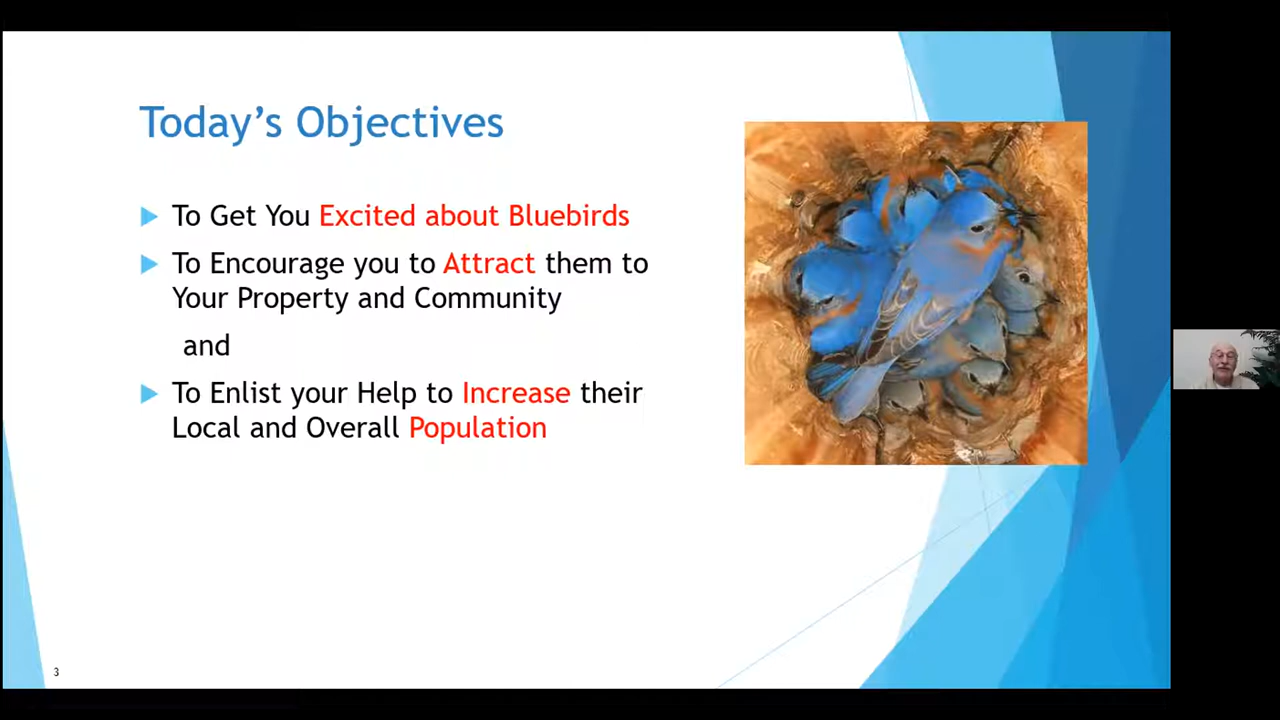 Today's Objectives
To Get You Excited about Bluebirds
To Encourage you to Attract them to
Your Property and Community
and
To Enlist your Help to Increase their
Local and Overall Population
3